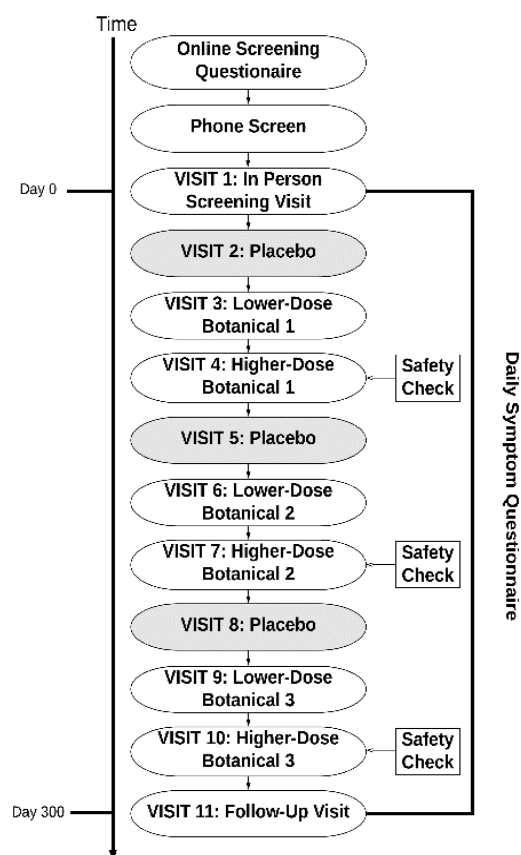 Time
Online Screening
Questionaire
Phone Screen
Day 0
VISIT 1: In Person
Screening Visit
VISIT 2: Placebo
VISIT 3: Lower-Dose
Botanical 1
VISIT 4: Higher-Dose
Botanical 1
Safety
Check
VISIT 5: Placebo
VISIT 6: Lower-Dose
Botanical 2
VISIT 7: Higher-Dose
Botanical 2
Safety
Check
VISIT 8: Placebo
VISIT 9: Lower-Dose
Botanical 3
VISIT 10: Higher-Dose
Botanical 3
Safety
Check
Day 300
VISIT 11: Follow-Up Visit
Daily Symptom Questionnaire